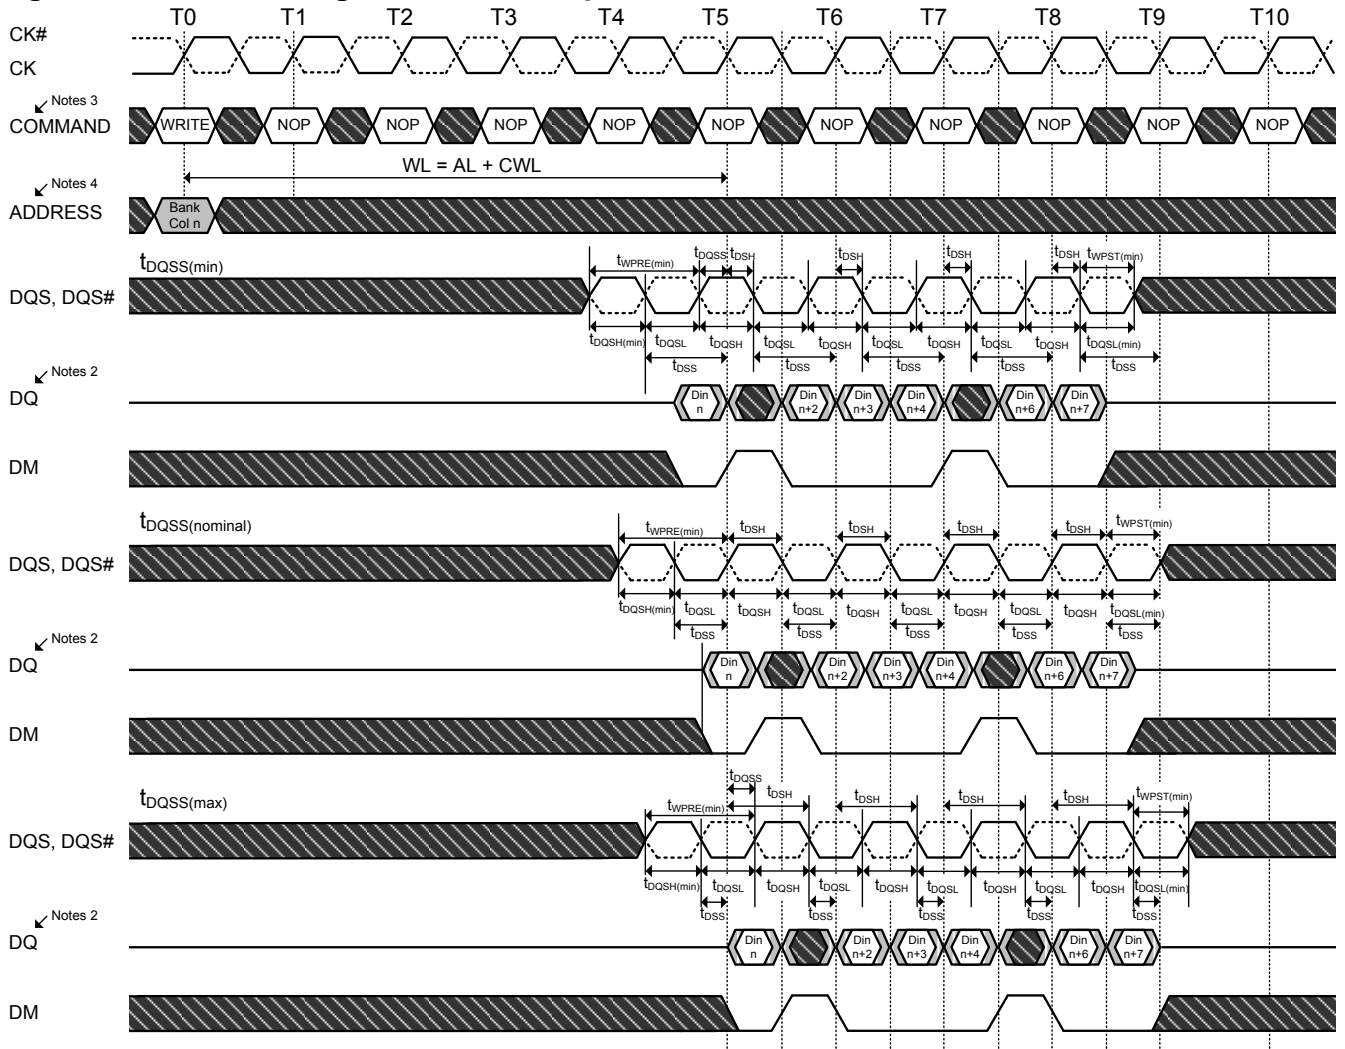 T0 T1 T2 T3 T4 T5 T6 T7 T8 T9 T10
CK#
CK
Notes 3
COMMAND WRITE NOP NOP NOP NOP NOP NOP NOP NOP NOP NOP
WL = AL + CWL
Notes 4
ADDRESS Bank
Col n
tDQSS(min) tWPRE(min) tDQSS tDSH tDSH tDSH tDSH tWPST(min)
DQS, DQS#
tDQSH(min) tDQSL tDQSH tDQSL tDQSH tDQSL tDQSH tDQSL tDQSH tDQSL(min)
tDSS tDSS tDSS tDSS tDSS
Notes 2
DQ Din n Din n+2 Din n+3 Din n+4 Din n+6 Din n+7
DM
tDQSS(nominal) tWPRE(min) tDSH tDSH tDSH tDSH tWPST(min)
DQS, DQS#
tDQSH(min) tDQSL tDQSH tDQSL tDQSH tDQSL tDQSH tDQSL tDQSH tDQSL(min)
tDSS tDSS tDSS tDSS tDSS
Notes 2
DQ Din n Din n+2 Din n+3 Din n+4 Din n+6 Din n+7
DM
tDQSS
tDQSS(max) tWPRE(min) tDSH tDSH tDSH tDSH tWPST(min)
DQS, DQS#
tDQSH(min) tDQSL tDQSH tDQSL tDQSH tDQSL tDQSH tDQSL tDQSH tDQSL(min)
tDSS tDSS tDSS tDSS tDSS
Notes 2
DQ Din n Din n+2 Din n+3 Din n+4 Din n+6 Din n+7
DM